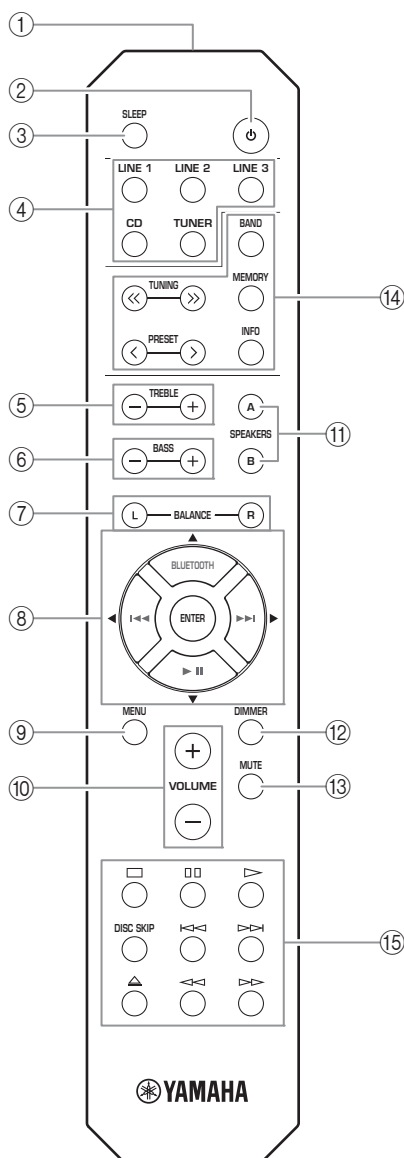 ①
②
SLEEP
③
LINE 1 LINE 2 LINE 3
④
CD TUNER BAND
TUNING MEMORY
⑭
PRESET INFO
TREBLE A
⑤
⑪
SPEAKERS
BASS B
⑥
L BALANCE R
⑦
BLUETOOTH
⑧
ENTER
MENU DIMMER
⑨
⑫
MUTE
⑩
VOLUME
⑬
DISC SKIP
⑮
YAMAHA